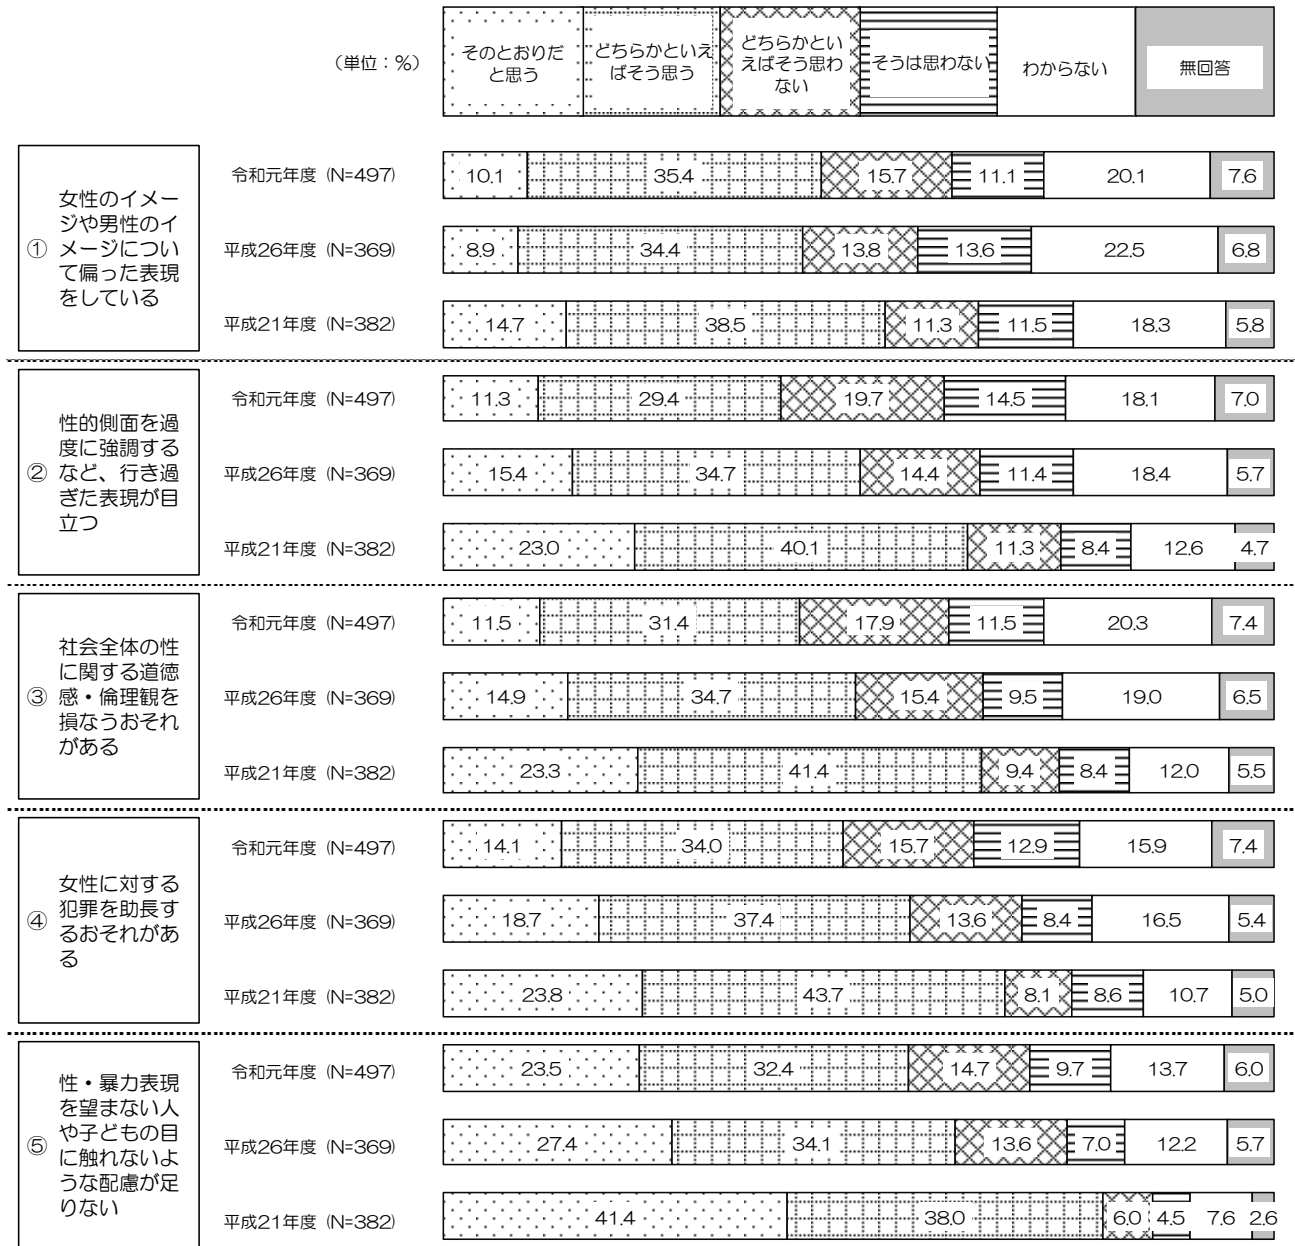 （単位：％）
そのとおりだ
と思う
どちらかといえ
ばそう思う
どちらかとい
えばそう思わ
ない
そうは思わない
わからない
無回答
①
女性のイメー
ジや男性のイ
メージについ
て偏った表現
をしている
令和元年度 (N=497)
10.1 35.4 15.7 11.1 20.1 7.6
平成26年度 (N=369)
8.9 34.4 13.8 13.6 22.5 6.8
平成21年度 (N=382)
14.7 38.5 11.3 11.5 18.3 5.8
②
性的側面を過
度に強調する
など、行き過
ぎた表現が目
立つ
令和元年度 (N=497)
11.3 29.4 19.7 14.5 18.1 7.0
平成26年度 (N=369)
15.4 34.7 14.4 11.4 18.4 5.7
平成21年度 (N=382)
23.0 40.1 11.3 8.4 12.6 4.7
③
社会全体の性
に関する道徳
感・倫理観を
損なうおそれ
がある
令和元年度 (N=497)
11.5 31.4 17.9 11.5 20.3 7.4
平成26年度 (N=369)
14.9 34.7 15.4 9.5 19.0 6.5
平成21年度 (N=382)
23.3 41.4 9.4 8.4 12.0 5.5
④
女性に対する
犯罪を助長す
るおそれがあ
る
令和元年度 (N=497)
14.1 34.0 15.7 12.9 15.9 7.4
平成26年度 (N=369)
18.7 37.4 13.6 8.4 16.5 5.4
平成21年度 (N=382)
23.8 43.7 8.1 8.6 10.7 5.0
⑤
性・暴力表現
を望まない人
や子どもの目
に触れないよ
うな配慮が足
りない
令和元年度 (N=497)
23.5 32.4 14.7 9.7 13.7 6.0
平成26年度 (N=369)
27.4 34.1 13.6 7.0 12.2 5.7
平成21年度 (N=382)
41.4 38.0 6.0 4.5 7.6 2.6